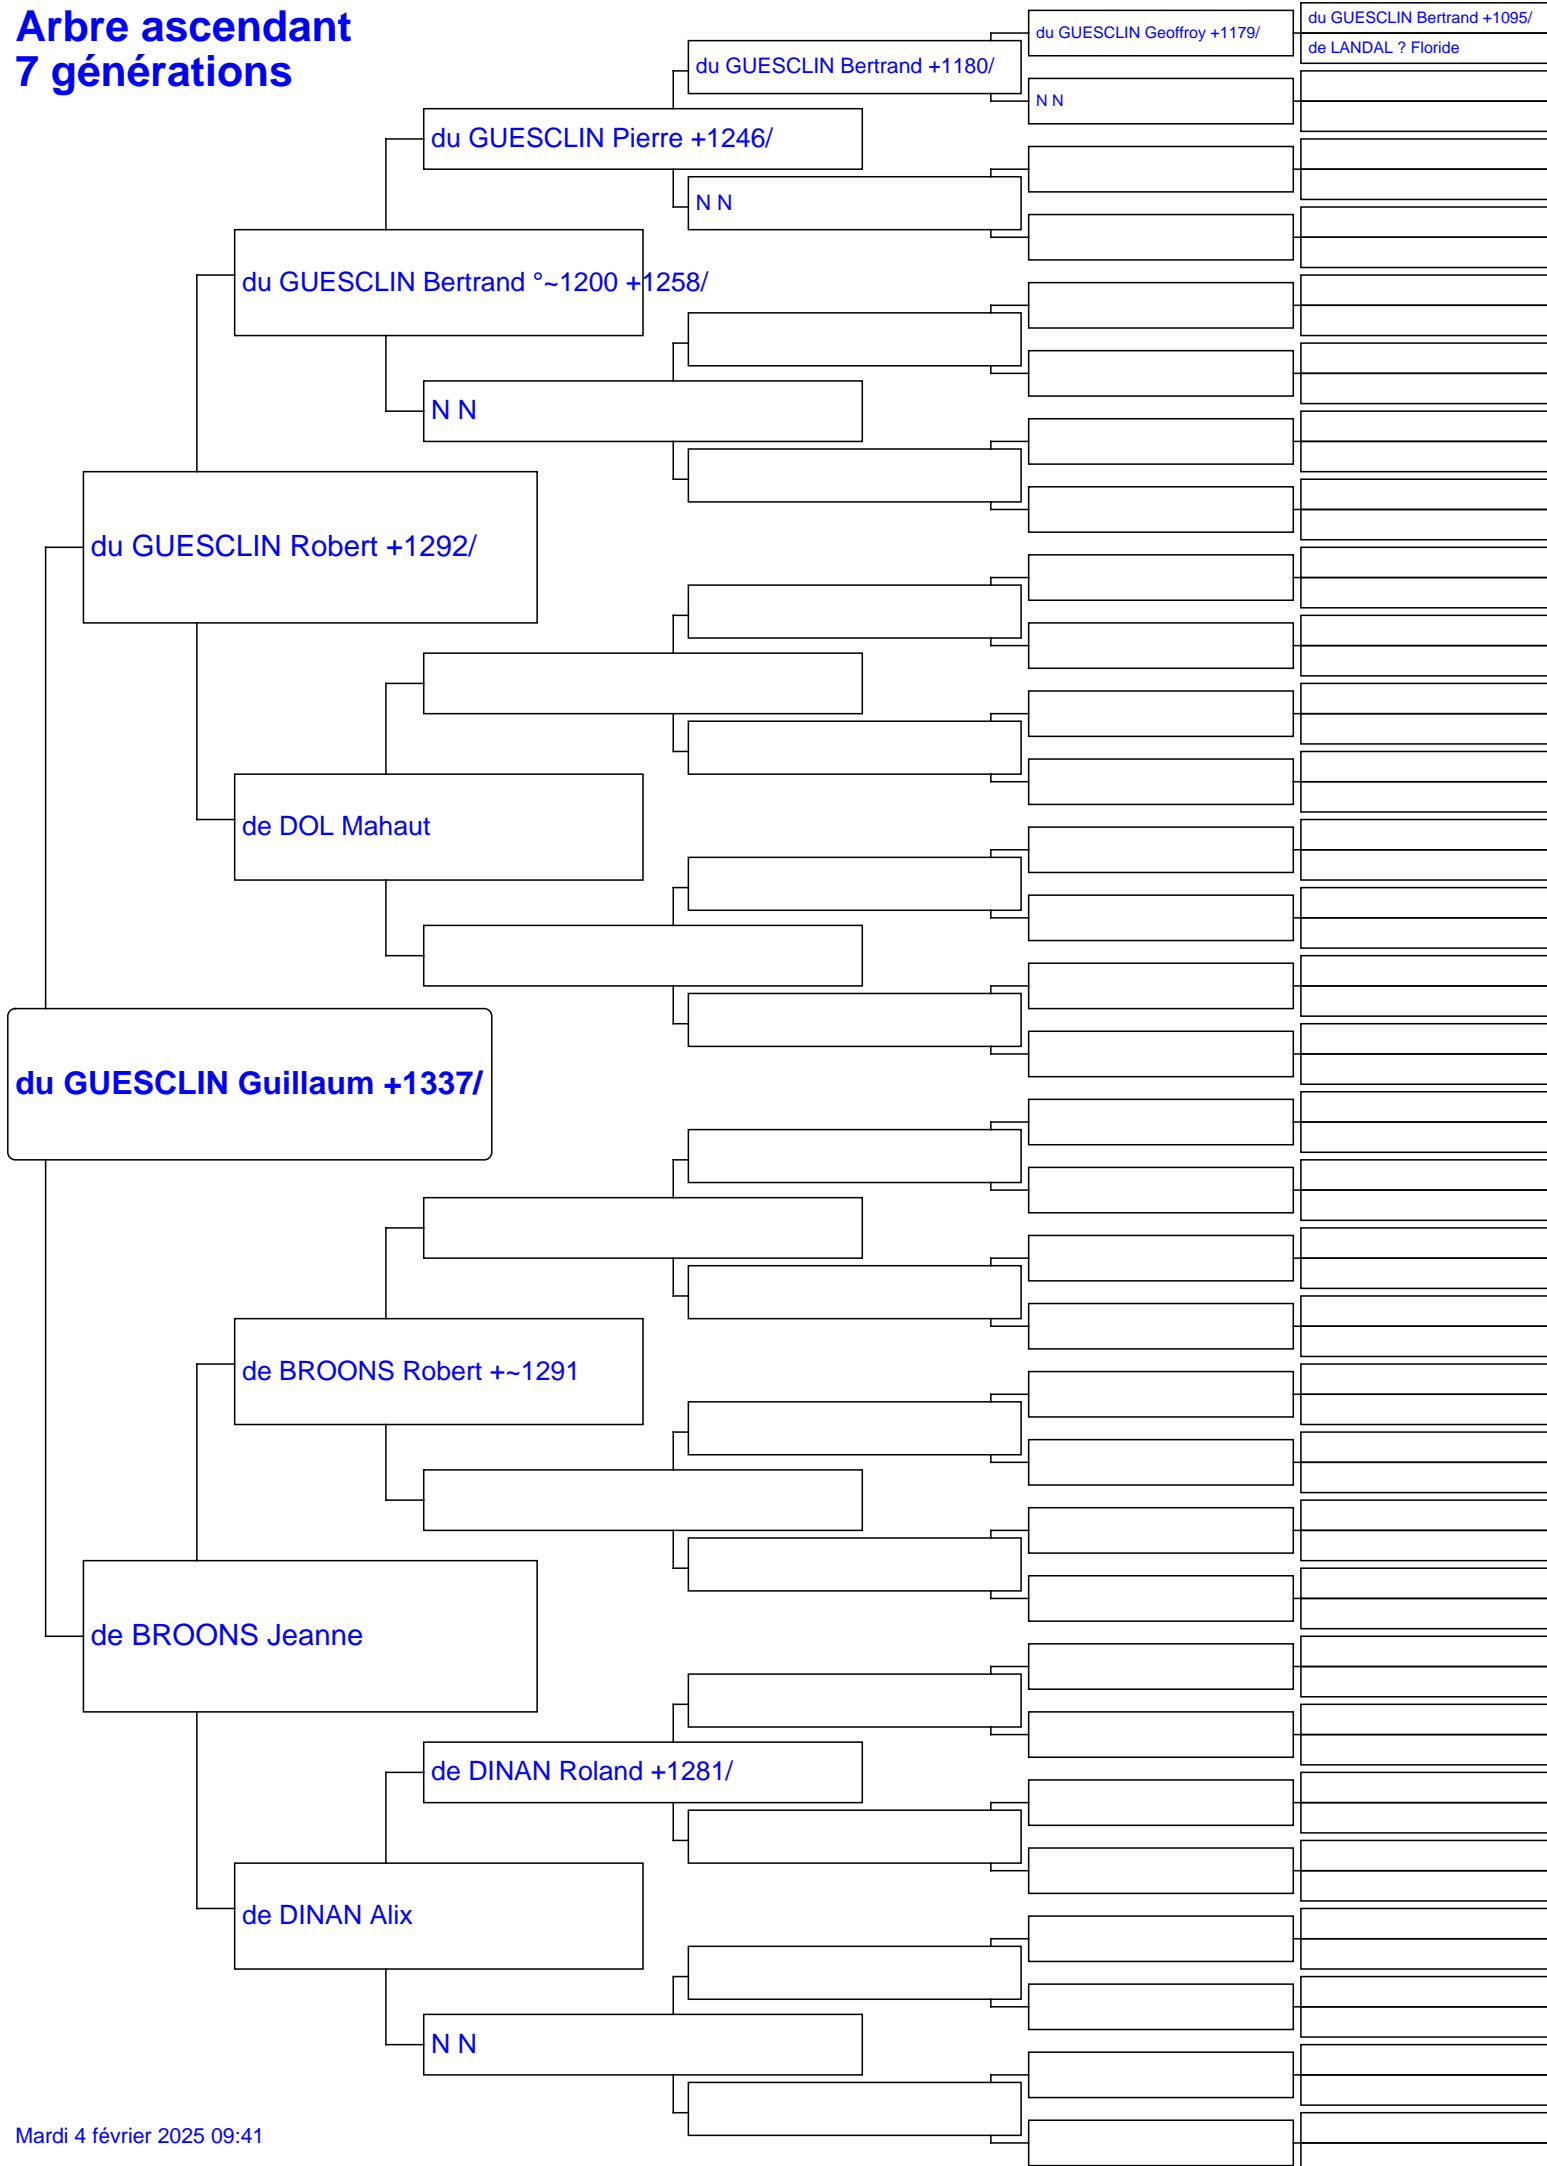 Arbre ascendant
7 générations
du GUESCLIN Bertrand +1095/
du GUESCLIN Geoffroy +1179/
de LANDAL ? Floride
du GUESCLIN Bertrand +1180/
N N
du GUESCLIN Pierre +1246/
N N
du GUESCLIN Bertrand °~1200 +1258/
N N
du GUESCLIN Robert +1292/
de DOL Mahaut
du GUESCLIN Guillaum +1337/
de BROONS Robert +~1291
de BROONS Jeanne
de DINAN Roland +1281/
de DINAN Alix
N N
Mardi 4 février 2025 09:41